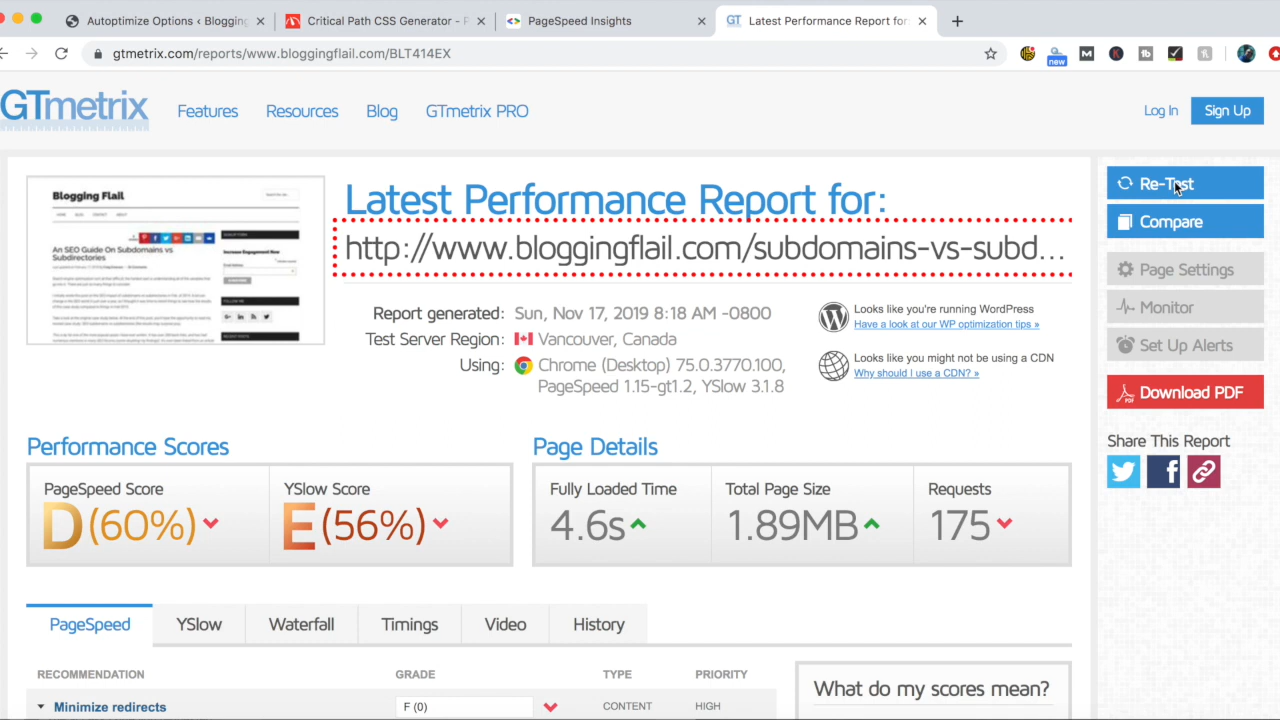 Autoptimize Options ‹ Blogging
Critical Path CSS Generator - P
PageSpeed Insights
GT
Latest Performance Report for:
gtmetrix.com/reports/www.bloggingflail.com/BLT414EX
new
GTmetrix
Features
Resources
Blog
GTmetrix PRO
Log In
Sign Up
Blogging Flail
An SEO Guide On Subdomains vs
Subdirectories
Latest Performance Report for:
http://www.bloggingflail.com/subdomains-vs-subd...
Report generated: Sun, Nov 17, 2019 8:18 AM -0800
Test Server Region: Vancouver, Canada
Using: Chrome (Desktop) 75.0.3770.100,
PageSpeed 1.15-gt1.2, YSlow 3.1.8
Looks like you're running WordPress
Have a look at our WP optimization tips »
Looks like you might not be using a CDN
Why should I use a CDN? »
Re-Test
Compare
Page Settings
Monitor
Set Up Alerts
PDF
Download PDF
Share This Report
Performance Scores
PageSpeed Score
D (60%)
YSlow Score
E (56%)
Page Details
Fully Loaded Time
4.6s
Total Page Size
1.89MB
Requests
175
PageSpeed
YSlow
Waterfall
Timings
Video
History
RECOMMENDATION
GRADE
TYPE
PRIORITY
Minimize redirects
F (0)
CONTENT
HIGH
What do my scores mean?